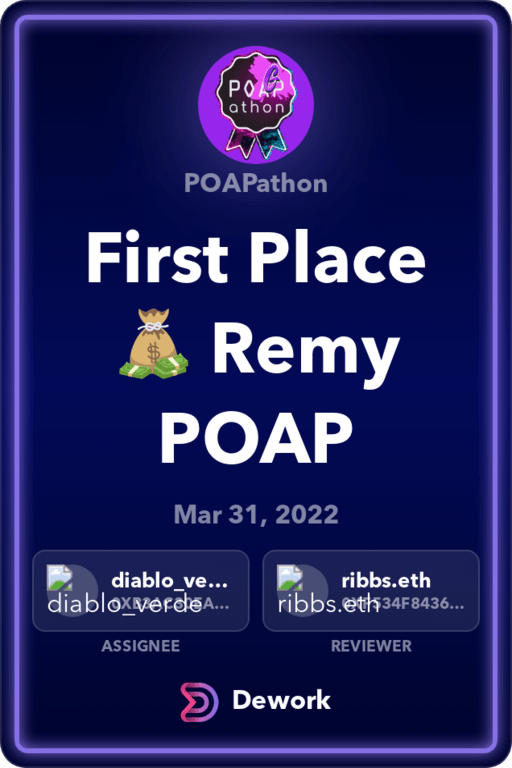 POAP
athon
POAPathon
First Place
💰 Remy
POAP
Mar 31, 2022
diablo_ve...
diablo_verde
ribbs.eth
ribbs.eth
ASSIGNEE
REVIEWER
Dework